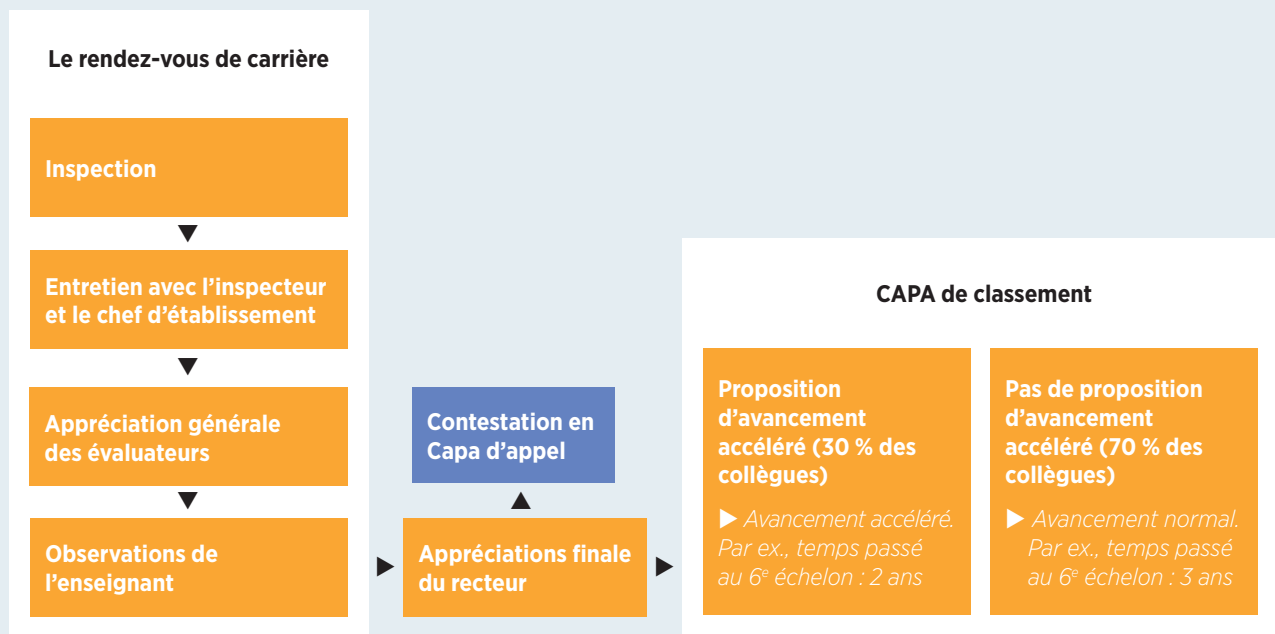 Le rendez-vous de carrière
Inspection
Entretien avec l’inspecteur
et le chef d’établissement
Appréciation générale
des évaluateurs
Observations de
l’enseignant
Contestation en
Capa d’appel
Appréciations finale
du recteur
CAPA de classement
Proposition
d’avancement
accéléré (30 % des
collègues)
▶ Avancement accéléré.
Par ex., temps passé
au 6e échelon : 2 ans
Pas de proposition
d’avancement
accéléré (70 % des
collègues)
▶ Avancement normal.
Par ex., temps passé
au 6e échelon : 3 ans